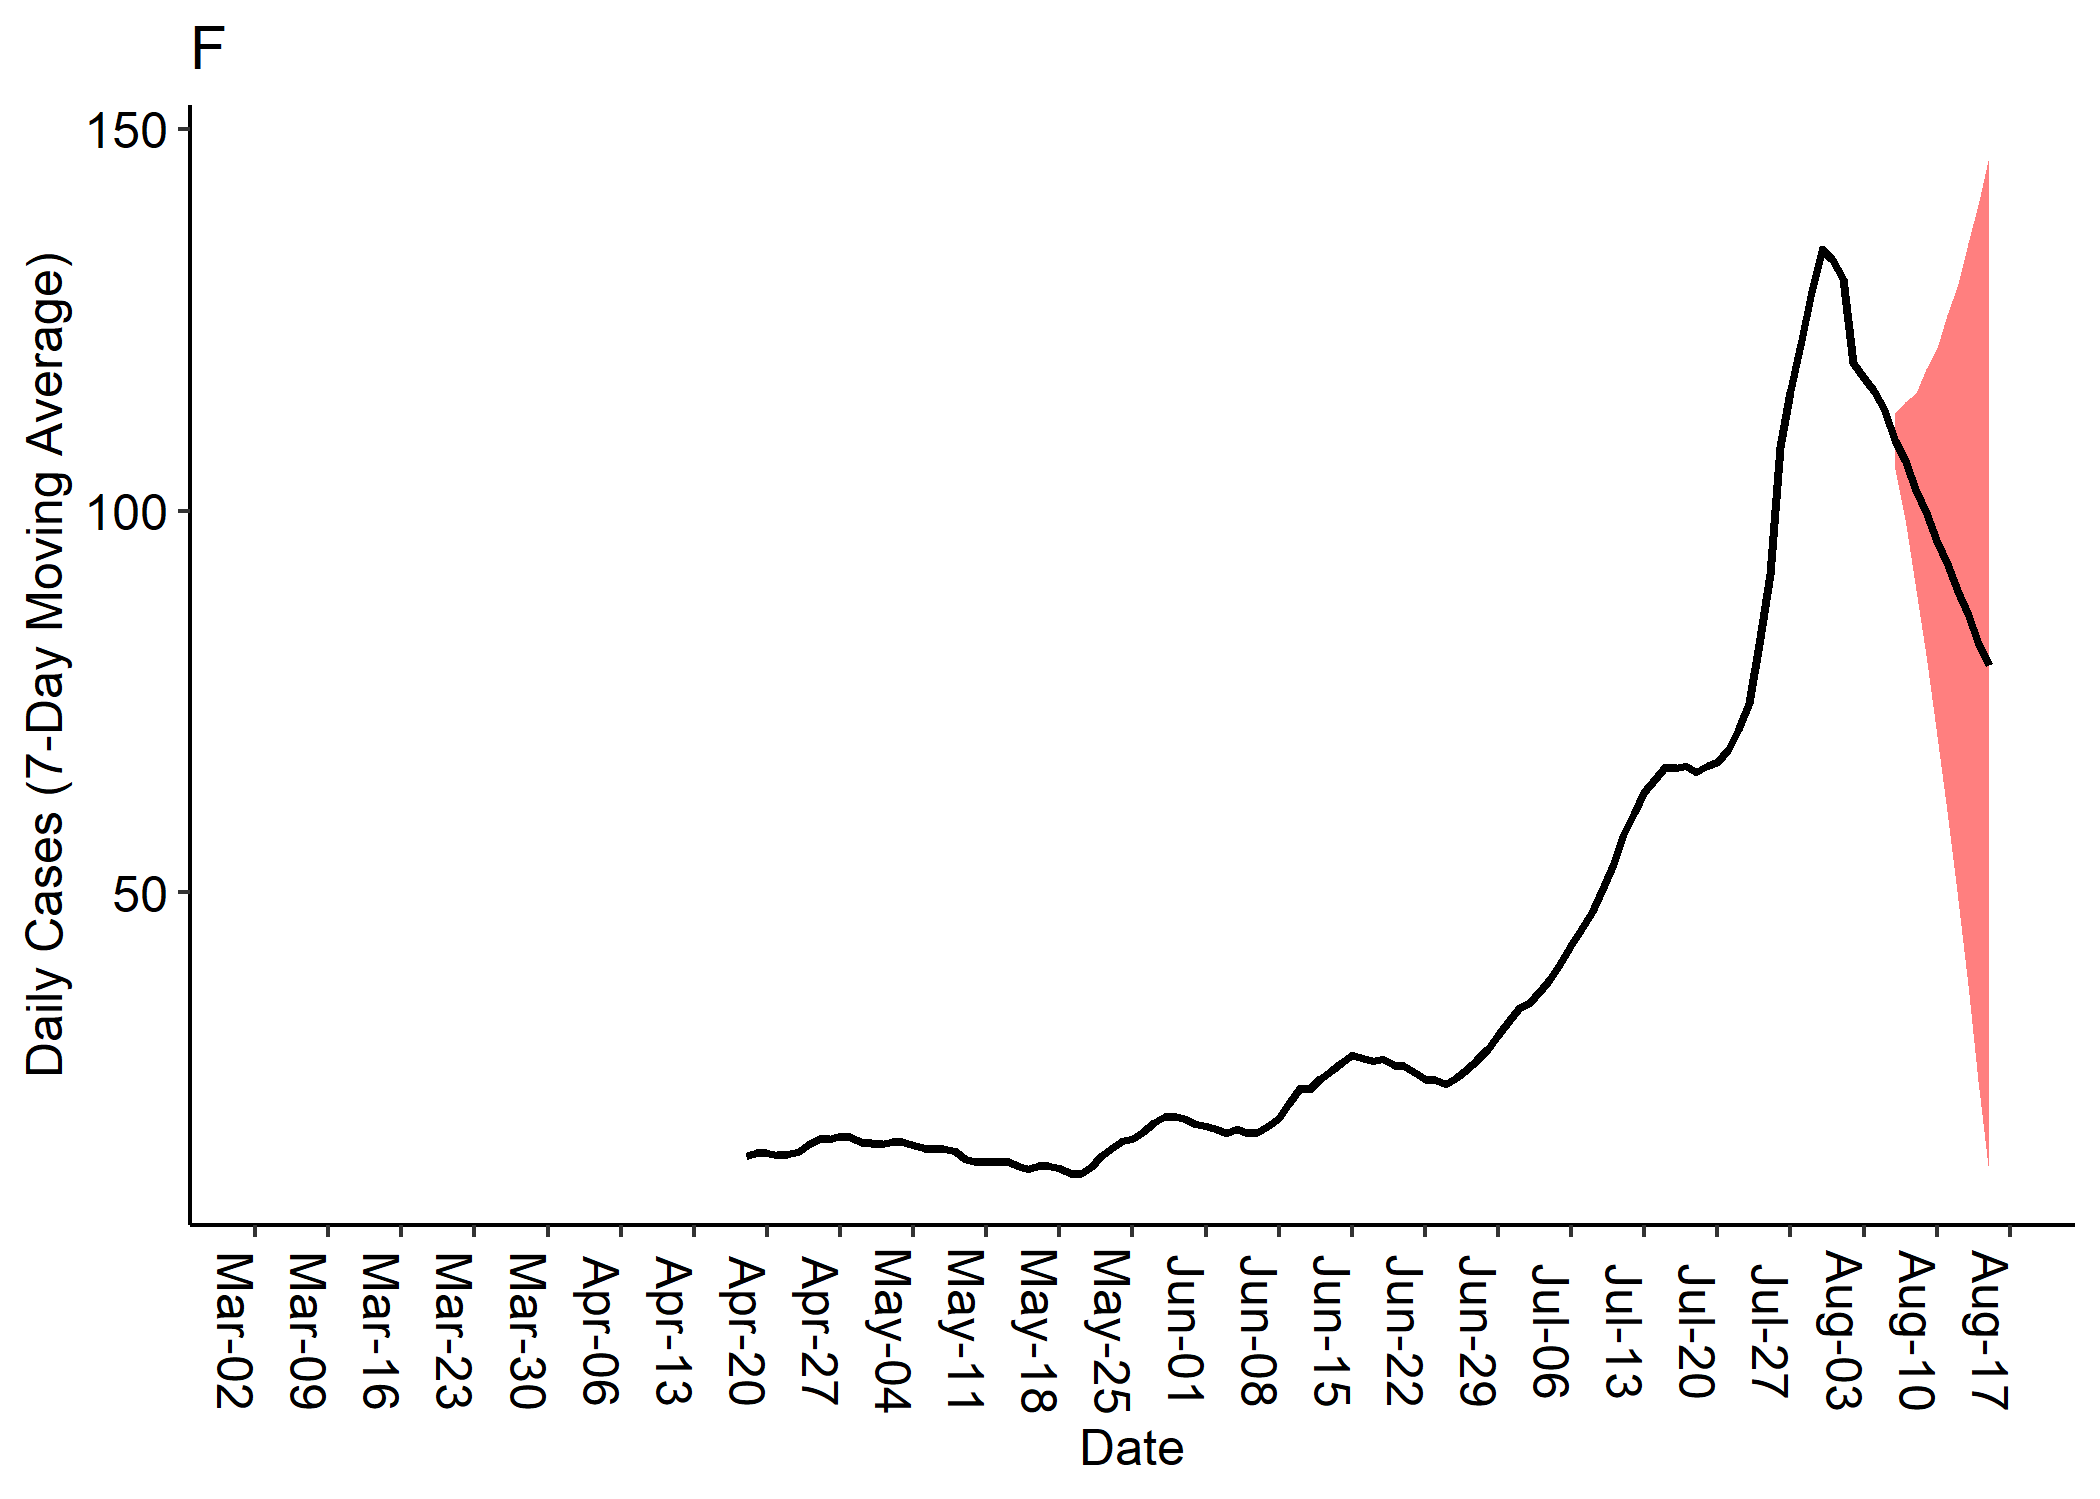 F
150
100
50
Daily Cases (7-Day Moving Average)
Mar-02
Mar-09
Mar-16
Mar-23
Mar-30
Apr-06
Apr-13
Apr-20
Apr-27
May-04
May-11
May-18
May-25
Jun-01
Jun-08
Jun-15
Jun-22
Jun-29
Jul-06
Jul-13
Jul-20
Jul-27
Aug-03
Aug-10
Aug-17
Date